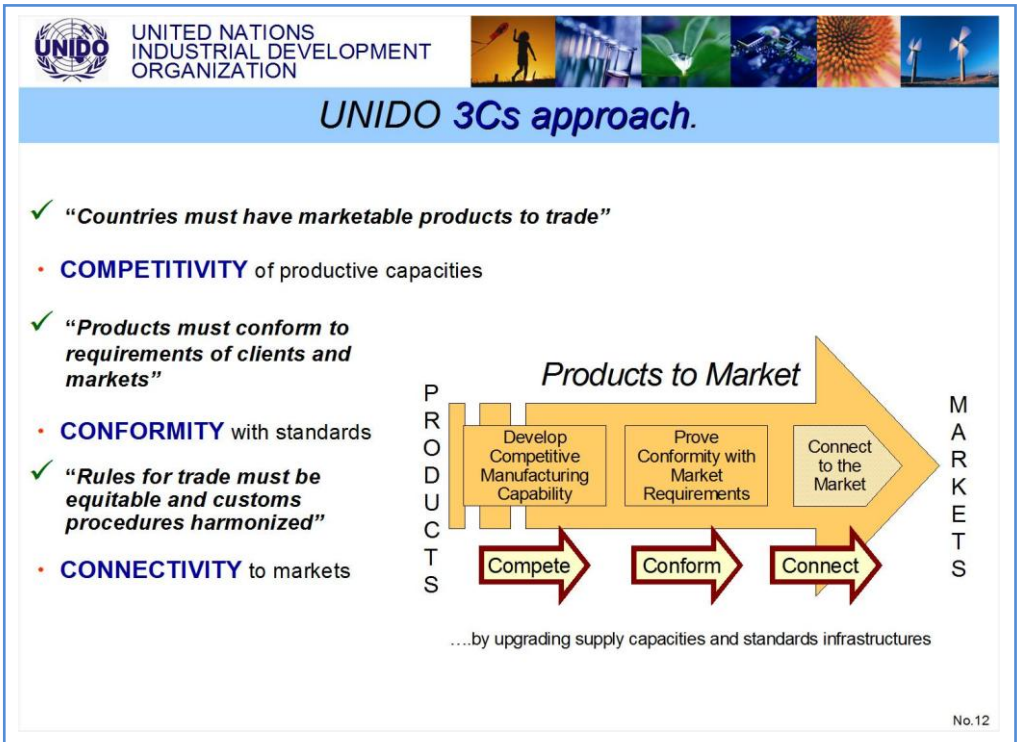 UNIDO
UNITED NATIONS
INDUSTRIAL DEVELOPMENT
ORGANIZATION
UNIDO 3Cs approach.
✓ “Countries must have marketable products to trade”
• COMPETITIVITY of productive capacities
✓ “Products must conform to
requirements of clients and
markets”
• CONFORMITY with standards
✓ “Rules for trade must be
equitable and customs
procedures harmonized”
• CONNECTIVITY to markets
PRODUCTS
Products to Market
Develop
Competitive
Manufacturing
Capability
Prove
Conformity with
Market
Requirements
Connect
to the
Market
Compete
Conform
Connect
MARKETS
….by upgrading supply capacities and standards infrastructures
No.12